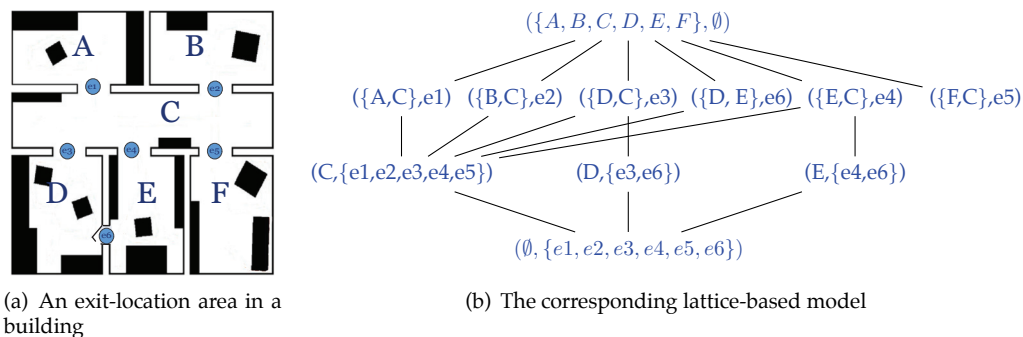 A
B
e1
e2
C
e3
e4
e5
D
E
F
e6
(a) An exit-location area in a
building
({A, B, C, D, E, F}, ∅)
({A,C},e1) ({B,C},e2) ({D,C},e3) ({D, E},e6) ({E,C},e4) ({F,C},e5)
(C,{e1,e2,e3,e4,e5}) (D,{e3,e6}) (E,{e4,e6})
(∅, {e1, e2, e3, e4, e5, e6})
(b) The corresponding lattice-based model